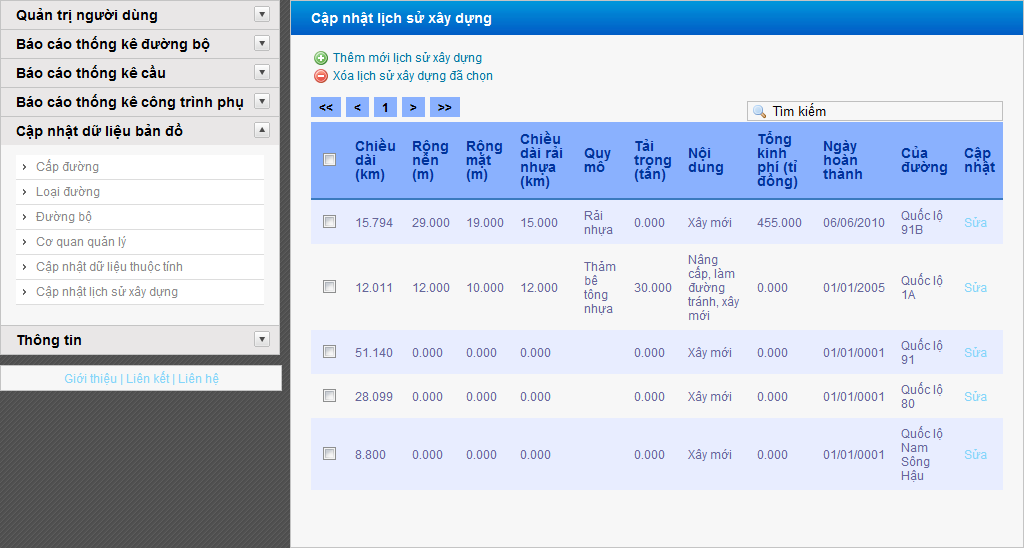 Quản trị người dùng
Báo cáo thống kê đường bộ
Báo cáo thống kê cầu
Báo cáo thống kê công trình phụ
Cập nhật dữ liệu bản đồ
Cấp đường
Loại đường
Đường bộ
Cơ quan quản lý
Cập nhật dữ liệu thuộc tính
Cập nhật lịch sử xây dựng
Thông tin
Giới thiệu | Liên kết | Liên hệ
Cập nhật lịch sử xây dựng
Thêm mới lịch sử xây dựng
Xóa lịch sử xây dựng đã chọn
<< < 1 > >>
Tìm kiếm
Chiều dài (km) Rộng nền (m) Rộng mặt (m) Chiều dài rải nhựa (km) Quy mô Tải trọng (tấn) Nội dung Tổng kinh phí (tỉ đồng) Ngày hoàn thành Của đường Cập nhật
15.794 29.000 19.000 15.000 Rải nhựa 0.000 Xây mới 455.000 06/06/2010 Quốc lộ 91B Sửa
12.011 12.000 10.000 12.000 Thảm bê tông nhựa 30.000 Nâng cấp, làm đường tránh, xây mới 0.000 01/01/2005 Quốc lộ 1A Sửa
51.140 0.000 0.000 0.000 0.000 Xây mới 0.000 01/01/0001 Quốc lộ 91 Sửa
28.099 0.000 0.000 0.000 0.000 Xây mới 0.000 01/01/0001 Quốc lộ 80 Sửa
8.800 0.000 0.000 0.000 0.000 Xây mới 0.000 01/01/0001 Quốc lộ Nam Sông Hậu Sửa